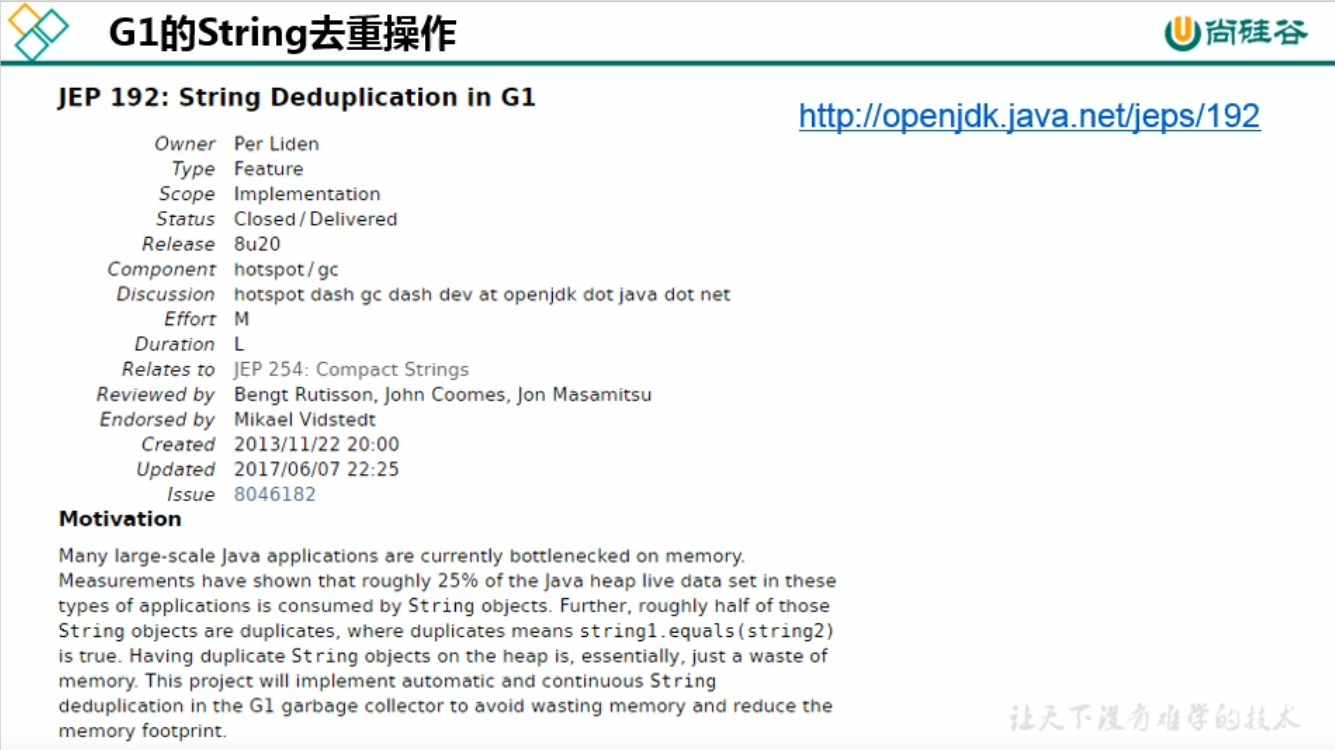 G1的String去重操作
尚硅谷
JEP 192: String Deduplication in G1
http://openjdk.java.net/jeps/192
Owner Per Liden
Type Feature
Scope Implementation
Status Closed / Delivered
Release 8u20
Component hotspot / gc
Discussion hotspot dash gc dash dev at openjdk dot java dot net
Effort M
Duration L
Relates to JEP 254: Compact Strings
Reviewed by Bengt Rutisson, John Coomes, Jon Masamitsu
Endorsed by Mikael Vidstedt
Created 2013/11/22 20:00
Updated 2017/06/07 22:25
Issue 8046182
Motivation
Many large-scale Java applications are currently bottlenecked on memory.
Measurements have shown that roughly 25% of the Java heap live data set in these
types of applications is consumed by String objects. Further, roughly half of those
String objects are duplicates, where duplicates means string1.equals(string2)
is true. Having duplicate String objects on the heap is, essentially, just a waste of
memory. This project will implement automatic and continuous String
deduplication in the G1 garbage collector to avoid wasting memory and reduce the
memory footprint.
让天下没有难学的技术